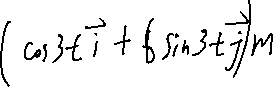 (cos3t i⃗ + 6 sin3t j⃗)m